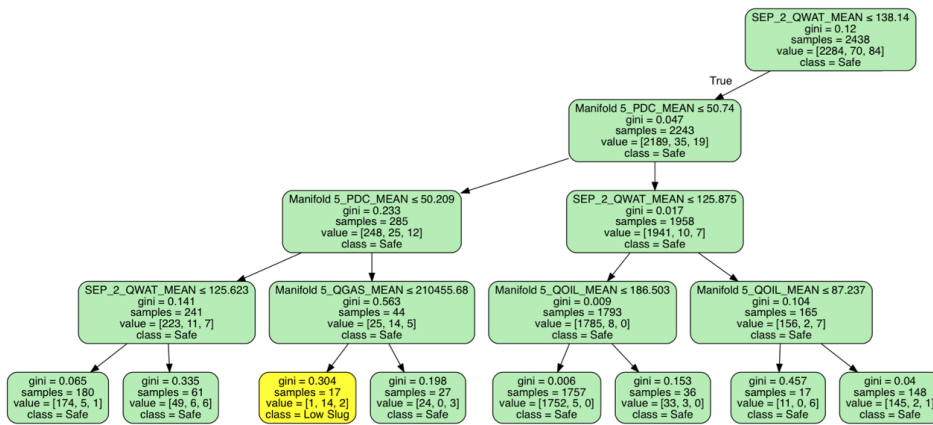 SEP_2_QWAT_MEAN ≤ 138.14
gini = 0.12
samples = 2438
value = [2284, 70, 84]
class = Safe
True
Manifold 5_PDC_MEAN ≤ 50.74
gini = 0.047
samples = 2243
value = [2189, 35, 19]
class = Safe
Manifold 5_PDC_MEAN ≤ 50.209
gini = 0.233
samples = 285
value = [248, 25, 12]
class = Safe
SEP_2_QWAT_MEAN ≤ 125.875
gini = 0.017
samples = 1958
value = [1941, 10, 7]
class = Safe
SEP_2_QWAT_MEAN ≤ 125.623
gini = 0.141
samples = 241
value = [223, 11, 7]
class = Safe
Manifold 5_QGAS_MEAN ≤ 210455.68
gini = 0.563
samples = 44
value = [25, 14, 5]
class = Safe
Manifold 5_QOIL_MEAN ≤ 186.503
gini = 0.009
samples = 1793
value = [1785, 8, 0]
class = Safe
Manifold 5_QOIL_MEAN ≤ 87.237
gini = 0.104
samples = 165
value = [156, 2, 7]
class = Safe
gini = 0.065
samples = 180
value = [174, 5, 1]
class = Safe
gini = 0.335
samples = 61
value = [49, 6, 6]
class = Safe
gini = 0.304
samples = 17
value = [1, 14, 2]
class = Low Slug
gini = 0.198
samples = 27
value = [24, 0, 3]
class = Safe
gini = 0.006
samples = 1757
value = [1752, 5, 0]
class = Safe
gini = 0.153
samples = 36
value = [33, 3, 0]
class = Safe
gini = 0.457
samples = 17
value = [11, 0, 6]
class = Safe
gini = 0.04
samples = 148
value = [145, 2, 1]
class = Safe